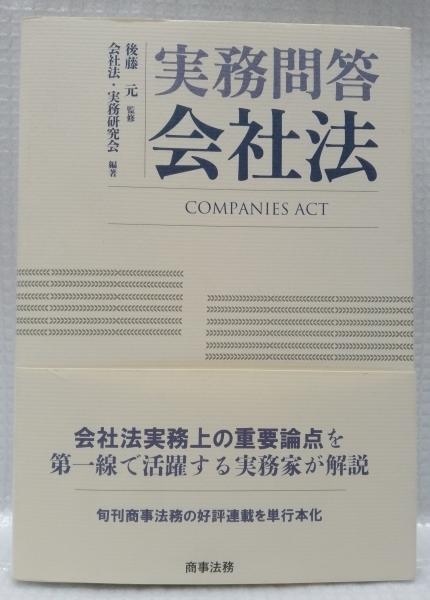 実務問答
会社法
後藤 元 監修
会社法・実務研究会 編著
COMPANIES ACT
会社法実務上の重要論点を
第一線で活躍する実務家が解説
旬刊商事法務の好評連載を単行本化
商事法務